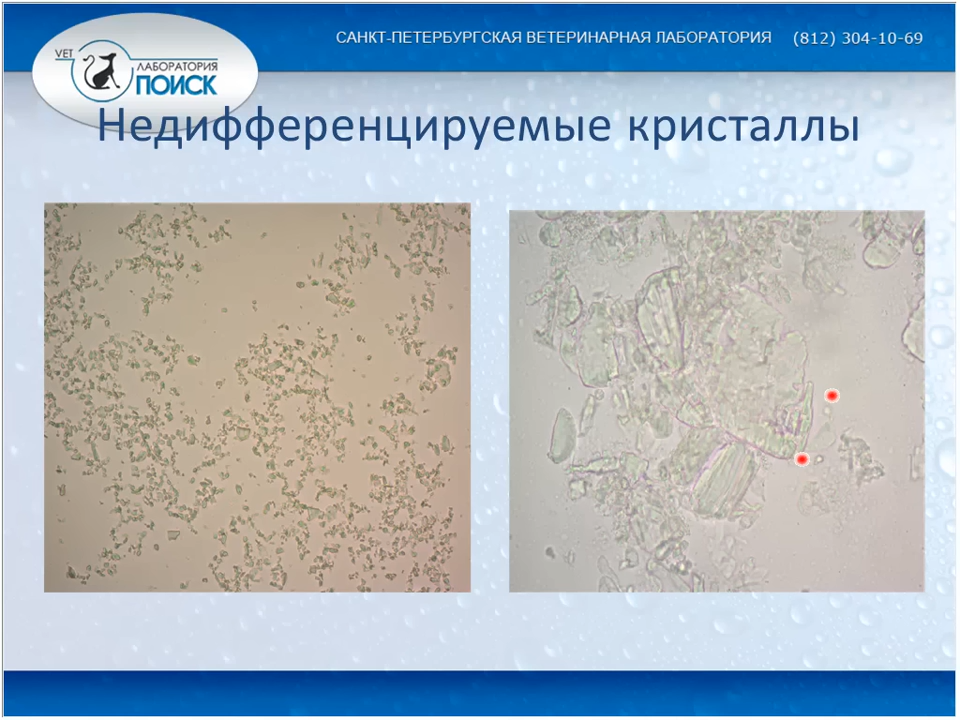 САНКТ-ПЕТЕРБУРГСКАЯ ВЕТЕРИНАРНАЯ ЛАБОРАТОРИЯ (812) 304-10-69
VET
ЛАБОРАТОРИЯ
ПОИСК
Недифференцируемые кристаллы